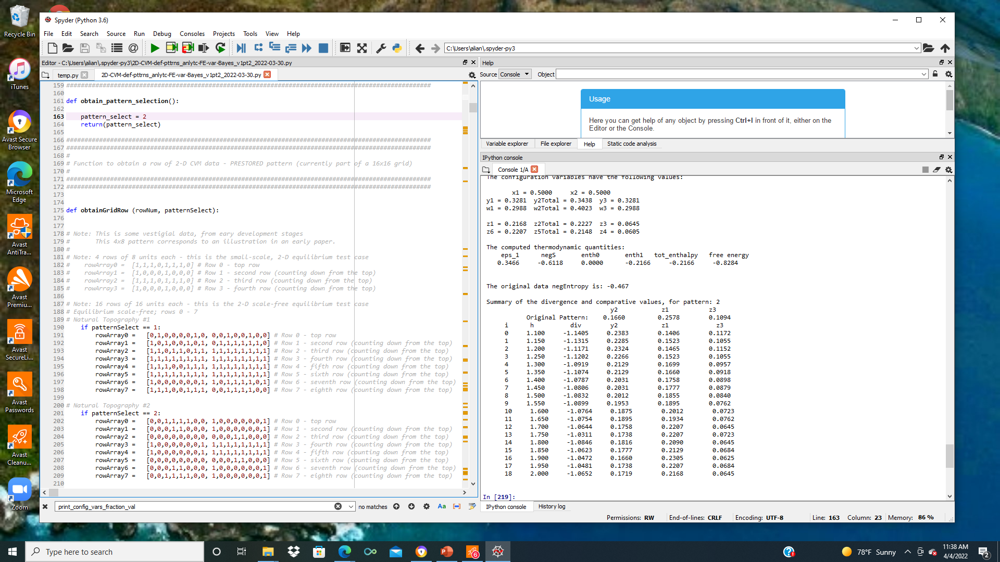 Recycle Bin
iTunes
Avast Secure
Browser
Microsoft
Edge
Avast
AntiTra...
Avast
Premiu...
Avast
SecureLi...
Avast
Passwords
Avast
Cleanu...
Zoom
Spyder (Python 3.6)
File Edit Search Source Run Debug Consoles Projects Tools View Help
C:\Users\alian\.spyder-py3
Editor - C:\Users\alian\.spyder-py3\2D-CVM-def-pttrns_anlytc-FE-var-Bayes_v1pt2_2022-03-30.py
temp.py 2D-CVM-def-pttrns_anlytc-FE-var-Bayes_v1pt2_2022-03-30.py
159 ####################################################################################################
160
161 def obtain_pattern_selection():
162
163     pattern_select = 2
164     return(pattern_select)
165
166 ####################################################################################################
167 ####################################################################################################
168 #
169 # Function to obtain a row of 2-D CVM data - PRESTORED pattern (currently part of a 16x16 grid)
170 #
171 ####################################################################################################
172 ####################################################################################################
173
174
175 def obtainGridRow (rowNum, patternSelect):
176
177
178 # Note: This is some vestigial data, from eary development stages
179 #       This 4x8 pattern corresponds to an illustration in an early paper.
180 #
181 # Note: 4 rows of 8 units each - this is the small-scale, 2-D equilibrium test case
182 #    rowArray0 =  [1,1,1,0,1,1,1,0] # Row 0 - top row
183 #    rowArray1 =  [1,0,0,0,1,0,0,0] # Row 1 - second row (counting down from the top)
184 #    rowArray2 =  [1,1,1,0,1,1,1,0] # Row 2 - third row (counting down from the top)
185 #    rowArray3 =  [1,0,0,0,1,0,0,0] # Row 3 - fourth row (counting down from the top)
186
187 # Note: 16 rows of 16 units each - this is the 2-D scale-free equilibrium test case
188 # Equilibrium scale-free; rows 0 - 7
189 # Natural Topography #1
190     if patternSelect == 1:
191         rowArray0 =   [0,1,0,0,0,0,1,0, 0,0,1,0,0,1,0,0] # Row 0 - top row
192         rowArray1 =   [1,0,1,0,0,1,0,1, 0,1,1,1,1,1,1,0] # Row 1 - second row (counting down from the top)
193         rowArray2 =   [1,1,0,1,1,0,1,1, 1,1,1,1,1,1,1,1] # Row 2 - third row (counting down from the top)
194         rowArray3 =   [1,1,1,1,1,1,1,1, 1,1,1,1,1,1,1,1] # Row 3 - fourth row (counting down from the top)
195         rowArray4 =   [1,1,1,0,0,1,1,1, 1,1,1,1,1,1,1,1] # Row 4 - fifth row (counting down from the top)
196         rowArray5 =   [1,1,1,1,1,1,1,1, 1,1,1,1,1,1,1,1] # Row 5 - sixth row (counting down from the top)
197         rowArray6 =   [1,0,0,0,0,0,0,1, 1,0,1,1,1,1,0,1] # Row 6 - seventh row (counting down from the top)
198         rowArray7 =   [1,1,1,0,0,1,1,1, 0,0,1,1,1,1,0,0] # Row 7 - eighth row (counting down from the top)
199
200 # Natural Topography #2
201     if patternSelect == 2:
202         rowArray0 =   [0,0,1,1,1,1,0,0, 1,0,0,0,0,0,0,1] # Row 0 - top row
203         rowArray1 =   [0,0,0,1,1,0,0,0, 1,0,0,0,0,0,0,1] # Row 1 - second row (counting down from the top)
204         rowArray2 =   [0,0,0,0,0,0,0,0, 0,0,0,1,1,0,0,0] # Row 2 - third row (counting down from the top)
205         rowArray3 =   [1,0,0,0,0,0,0,1, 1,1,1,1,1,1,1,1] # Row 3 - fourth row (counting down from the top)
206         rowArray4 =   [1,0,0,0,0,0,0,1, 1,1,1,1,1,1,1,1] # Row 4 - fifth row (counting down from the top)
207         rowArray5 =   [0,0,0,0,0,0,0,0, 0,0,0,1,1,0,0,0] # Row 5 - sixth row (counting down from the top)
208         rowArray6 =   [0,0,0,1,1,0,0,0, 1,0,0,0,0,0,0,1] # Row 6 - seventh row (counting down from the top)
209         rowArray7 =   [0,0,1,1,1,1,0,0, 1,0,0,0,0,0,0,1] # Row 7 - eighth row (counting down from the top)
210
print_config_vars_fraction_val no matches Aa
Help
Source Console Object
Usage
Here you can get help of any object by pressing Ctrl+I in front of it, either on the
Editor or the Console.
Variable explorer File explorer Help Static code analysis
IPython console
Console 1/A
The configuration variables have the following values:
x1 = 0.5000 x2 = 0.5000
y1 = 0.3281 y2Total = 0.3438 y3 = 0.3281
w1 = 0.2988 w2Total = 0.4023 w3 = 0.2988
z1 = 0.2168 z2Total = 0.2227 z3 = 0.0645
z6 = 0.2207 z5Total = 0.2148 z4 = 0.0605
The computed thermodynamic quantities:
eps_1 negS enth0 enth1 tot_enthalpy free energy
0.3466 -0.6118 0.0000 -0.2166 -0.2166 -0.8284
The original data negEntropy is: -0.467
Summary of the divergence and comparative values, for pattern: 2
y2 z1 z3
Original Pattern: 0.1660 0.2578 0.1094
i h div y2 z1 z3
0 1.100 -1.1405 0.2383 0.1406 0.1172
1 1.150 -1.1315 0.2285 0.1523 0.1055
2 1.200 -1.1171 0.2324 0.1465 0.1152
3 1.250 -1.1202 0.2266 0.1523 0.1055
4 1.300 -1.0919 0.2129 0.1699 0.0957
5 1.350 -1.1074 0.2129 0.1660 0.0918
6 1.400 -1.0787 0.2031 0.1758 0.0898
7 1.450 -1.0806 0.2031 0.1777 0.0879
8 1.500 -1.0832 0.2012 0.1855 0.0840
9 1.550 -1.0899 0.1953 0.1895 0.0762
10 1.600 -1.0764 0.1875 0.2012 0.0723
11 1.650 -1.0754 0.1895 0.1934 0.0762
12 1.700 -1.0644 0.1758 0.2207 0.0645
13 1.750 -1.0311 0.1738 0.2207 0.0723
14 1.800 -1.0846 0.1816 0.2090 0.0645
15 1.850 -1.0623 0.1777 0.2129 0.0684
16 1.900 -1.0472 0.1660 0.2305 0.0625
17 1.950 -1.0481 0.1738 0.2207 0.0684
18 2.000 -1.0652 0.1719 0.2168 0.0645
In [219]:
IPython console History log
Permissions: RW End-of-lines: CRLF Encoding: UTF-8 Line: 163 Column: 23 Memory: 86 %
Type here to search
6
78°F Sunny
11:38 AM
4/4/2022
2